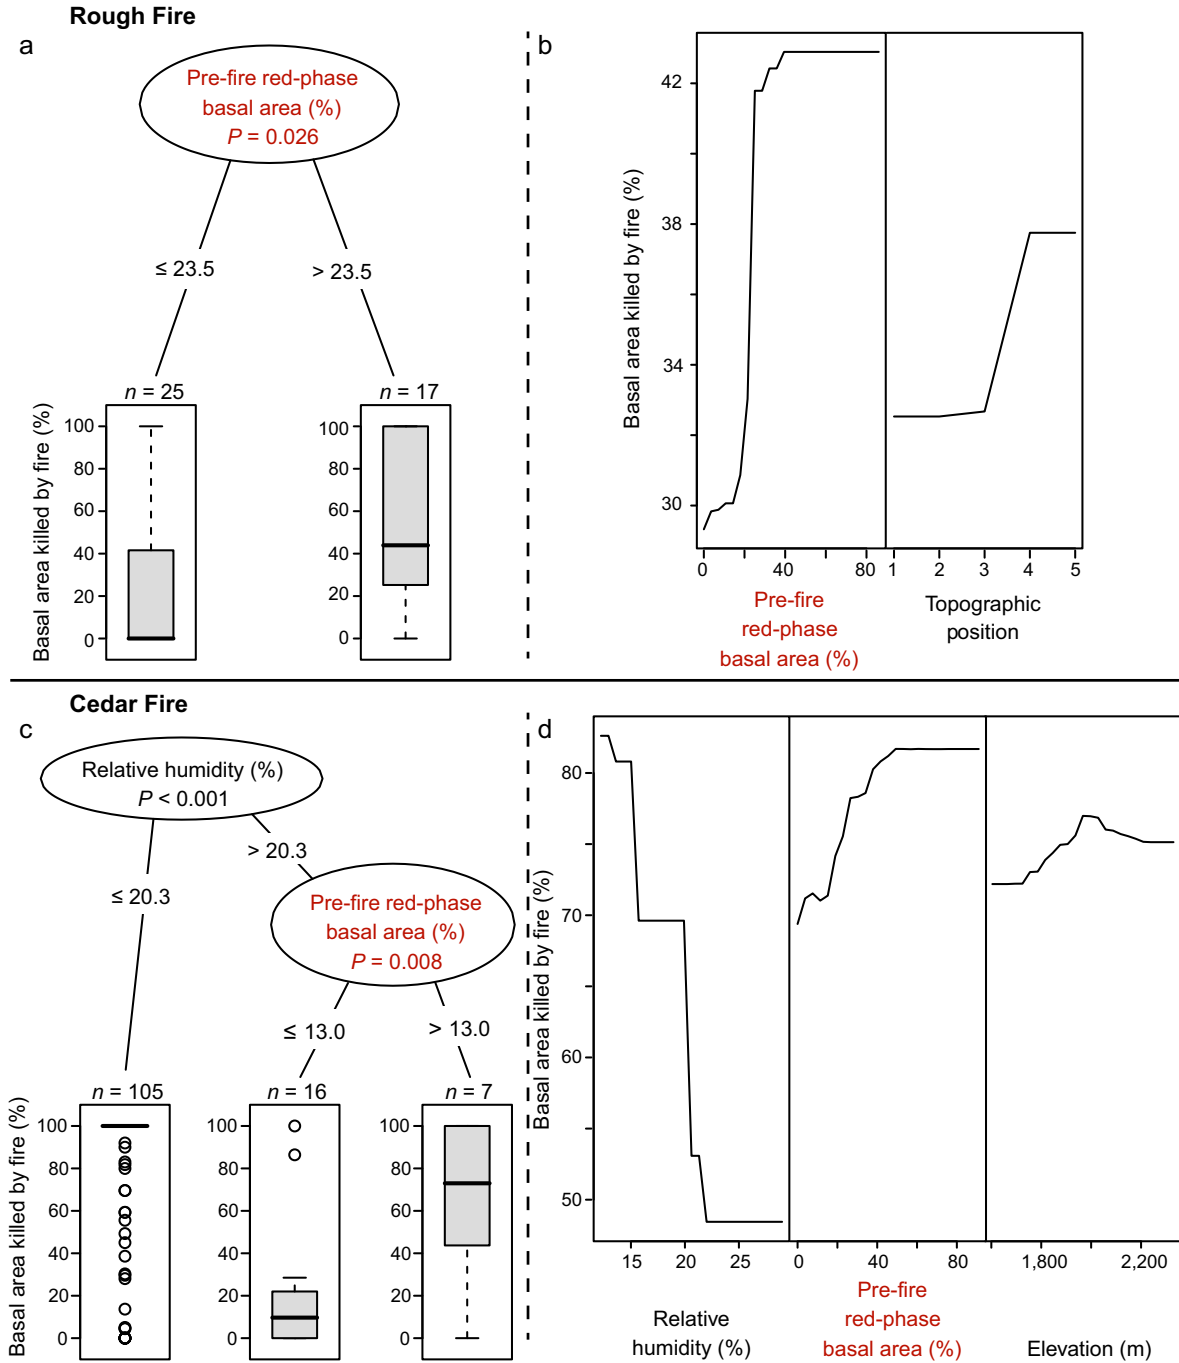 Rough Fire
a
Pre-fire red-phase
basal area (%)
P = 0.026
≤ 23.5
> 23.5
n = 25
n = 17
Basal area killed by fire (%)
100
80
60
40
20
0
100
80
60
40
20
0
b
Basal area killed by fire (%)
42
38
34
30
0
40
80
1
2
3
4
5
Pre-fire
red-phase
basal area (%)
Topographic
position
Cedar Fire
c
Relative humidity (%)
P < 0.001
> 20.3
≤ 20.3
Pre-fire red-phase
basal area (%)
P = 0.008
≤ 13.0
> 13.0
n = 105
n = 16
n = 7
Basal area killed by fire (%)
100
80
60
40
20
0
100
80
60
40
20
0
100
80
60
40
20
0
d
Basal area killed by fire (%)
80
70
60
50
15
20
25
0
40
80
1,800
2,200
Relative
humidity (%)
Pre-fire
red-phase
basal area (%)
Elevation (m)